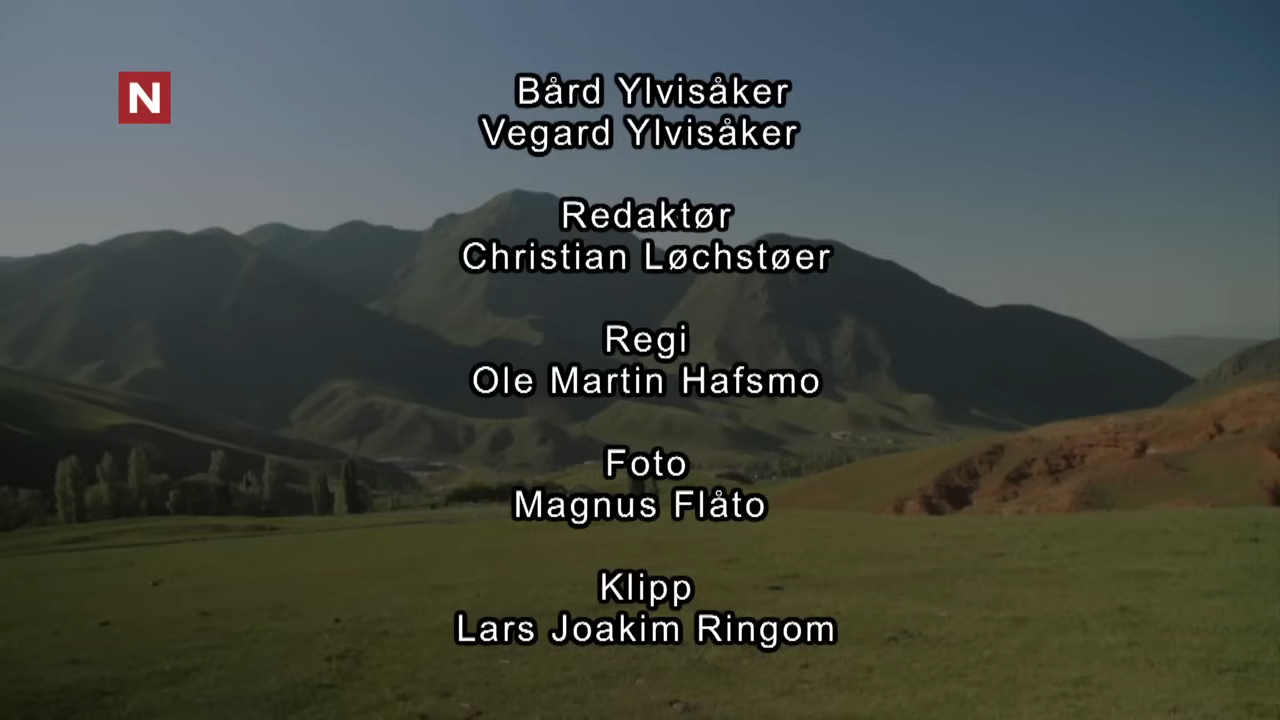 N
Bård Ylvisåker
Vegard Ylvisåker
Redaktør
Christian Løchstøer
Regi
Ole Martin Hafsmo
Foto
Magnus Flåto
Klipp
Lars Joakim Ringom